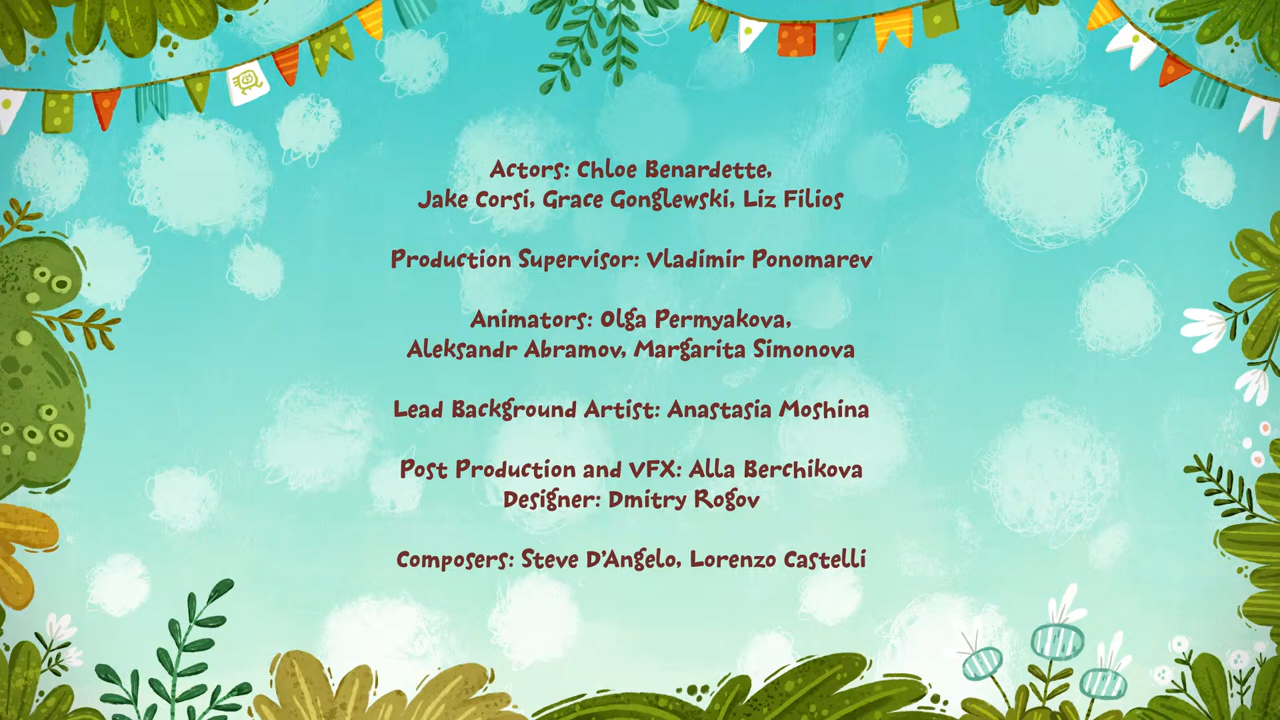 Actors: Chloe Benardette,
Jake Corsi, Grace Gonglewski, Liz Filios
Production Supervisor: Vladimir Ponomarev
Animators: Olga Permyakova,
Aleksandr Abramov, Margarita Simonova
Lead Background Artist: Anastasia Moshina
Post Production and VFX: Alla Berchikova
Designer: Dmitry Rogov
Composers: Steve D'Angelo, Lorenzo Castelli